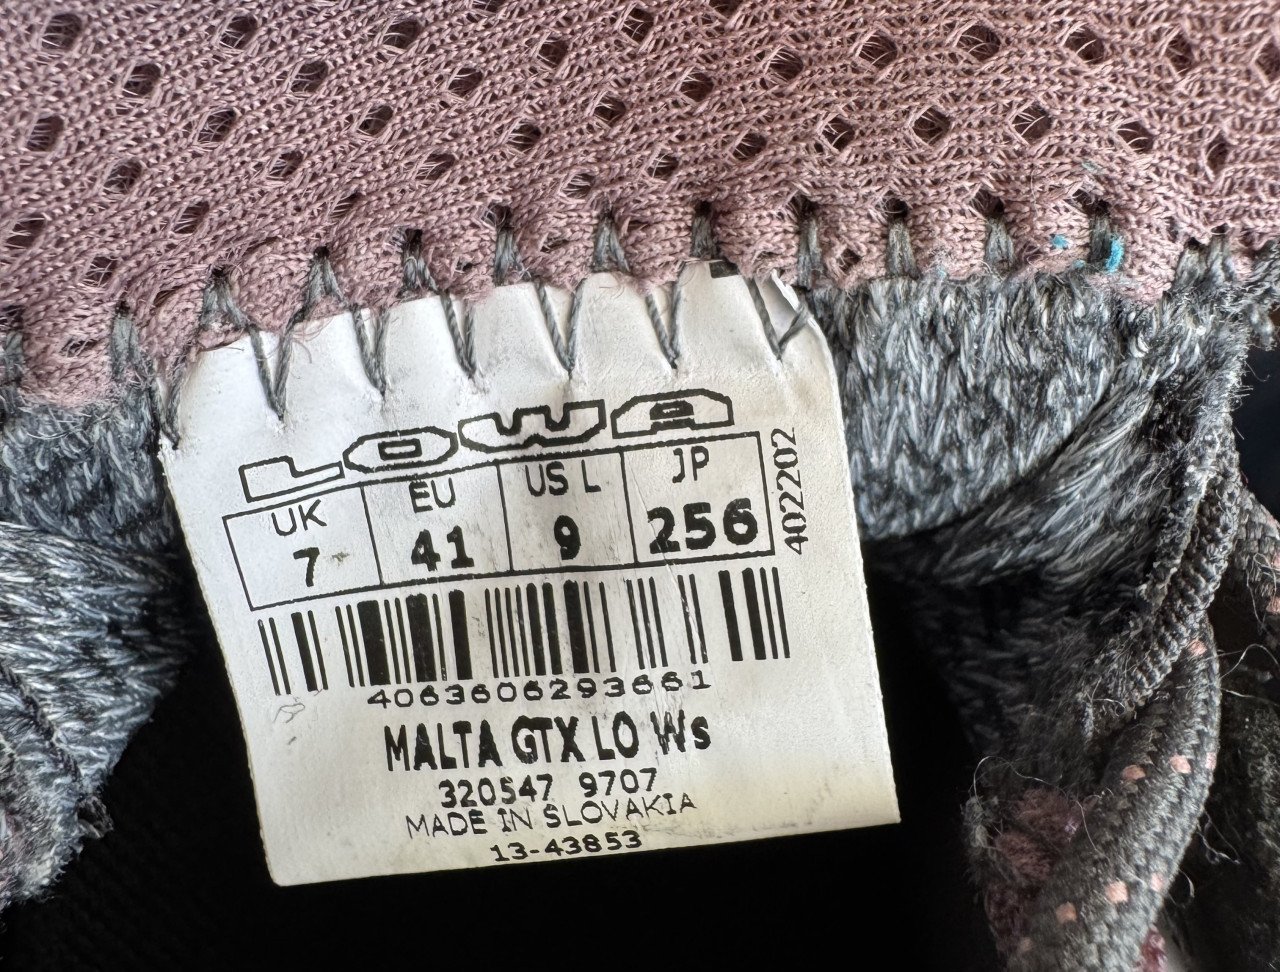 LOWA
UK EU US L JP
7 41 9 256
4022202
4063606293661
MALTA GTX LO Ws
320547 9707
MADE IN SLOVAKIA
13-43853